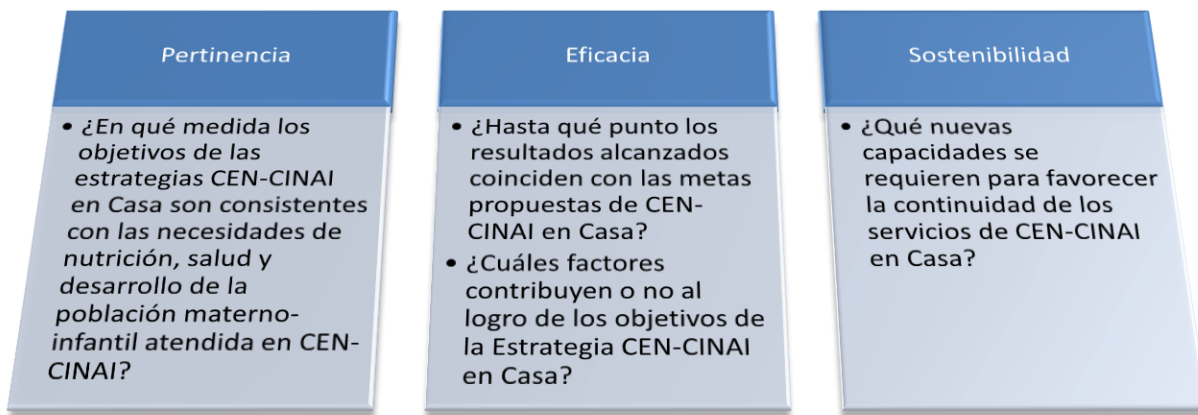 Pertinencia
• ¿En qué medida los
objetivos de las
estrategias CEN-CINAI
en Casa son consistentes
con las necesidades de
nutrición, salud y
desarrollo de la
población materno-
infantil atendida en CEN-
CINAI?
Eficacia
• ¿Hasta qué punto los
resultados alcanzados
coinciden con las metas
propuestas de CEN-
CINAI en Casa?
• ¿Cuáles factores
contribuyen o no al
logro de los objetivos de
la Estrategia CEN-CINAI
en Casa?
Sostenibilidad
• ¿Qué nuevas
capacidades se
requieren para favorecer
la continuidad de los
servicios de CEN-CINAI
en Casa?